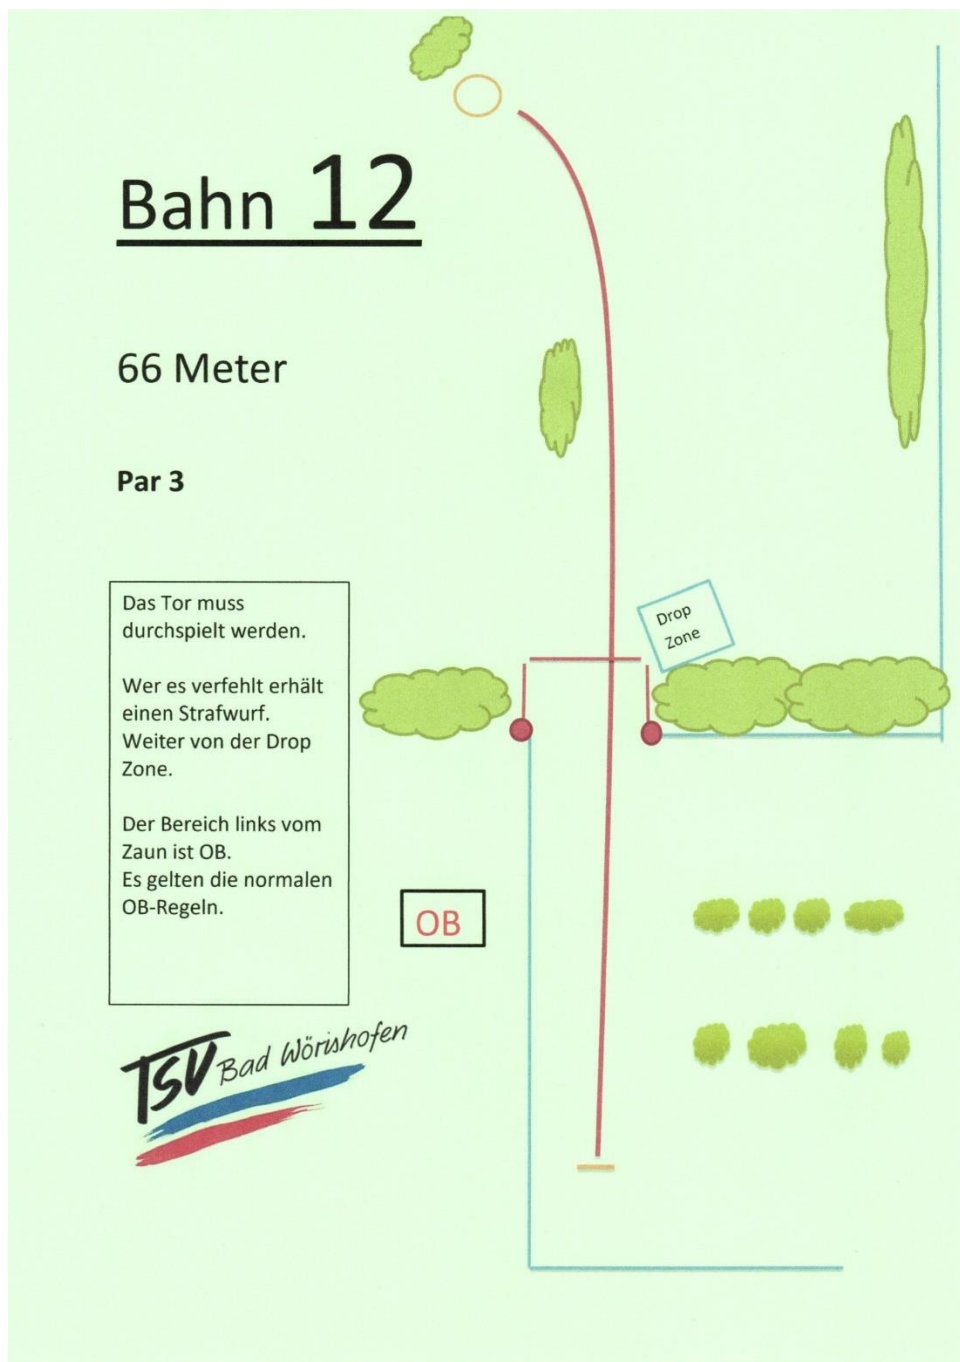 Bahn 12
66 Meter
Par 3
Das Tor muss
durchspielt werden.
Wer es verfehlt erhält
einen Strafwurf.
Weiter von der Drop
Zone.
Der Bereich links vom
Zaun ist OB.
Es gelten die normalen
OB-Regeln.
Drop
Zone
OB
TSV Bad Wörishofen